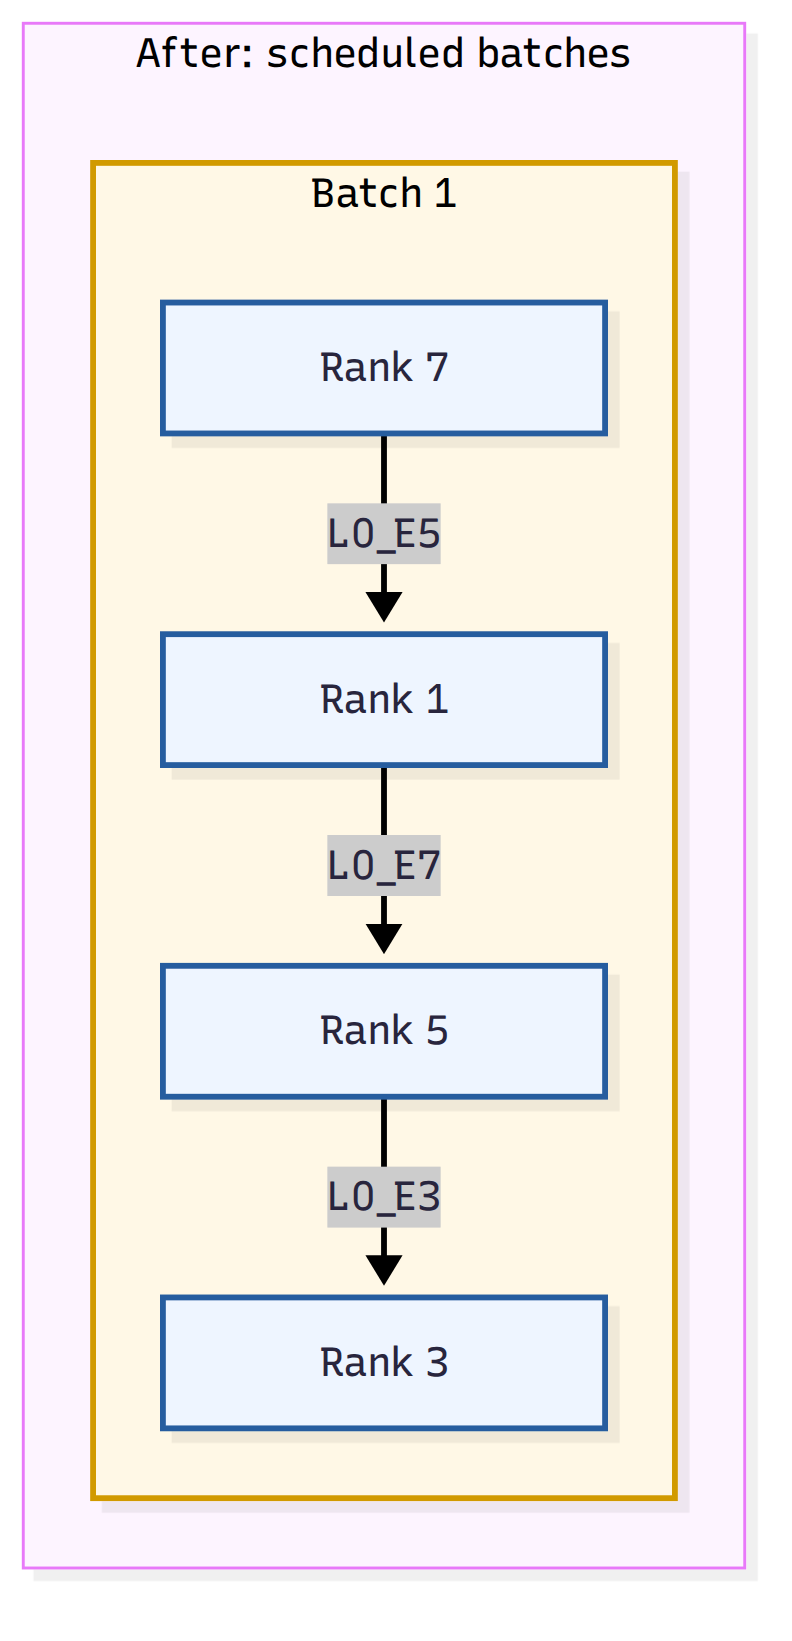 After: scheduled batches
Batch 1
Rank 7
L0_E5
Rank 1
L0_E7
Rank 5
L0_E3
Rank 3